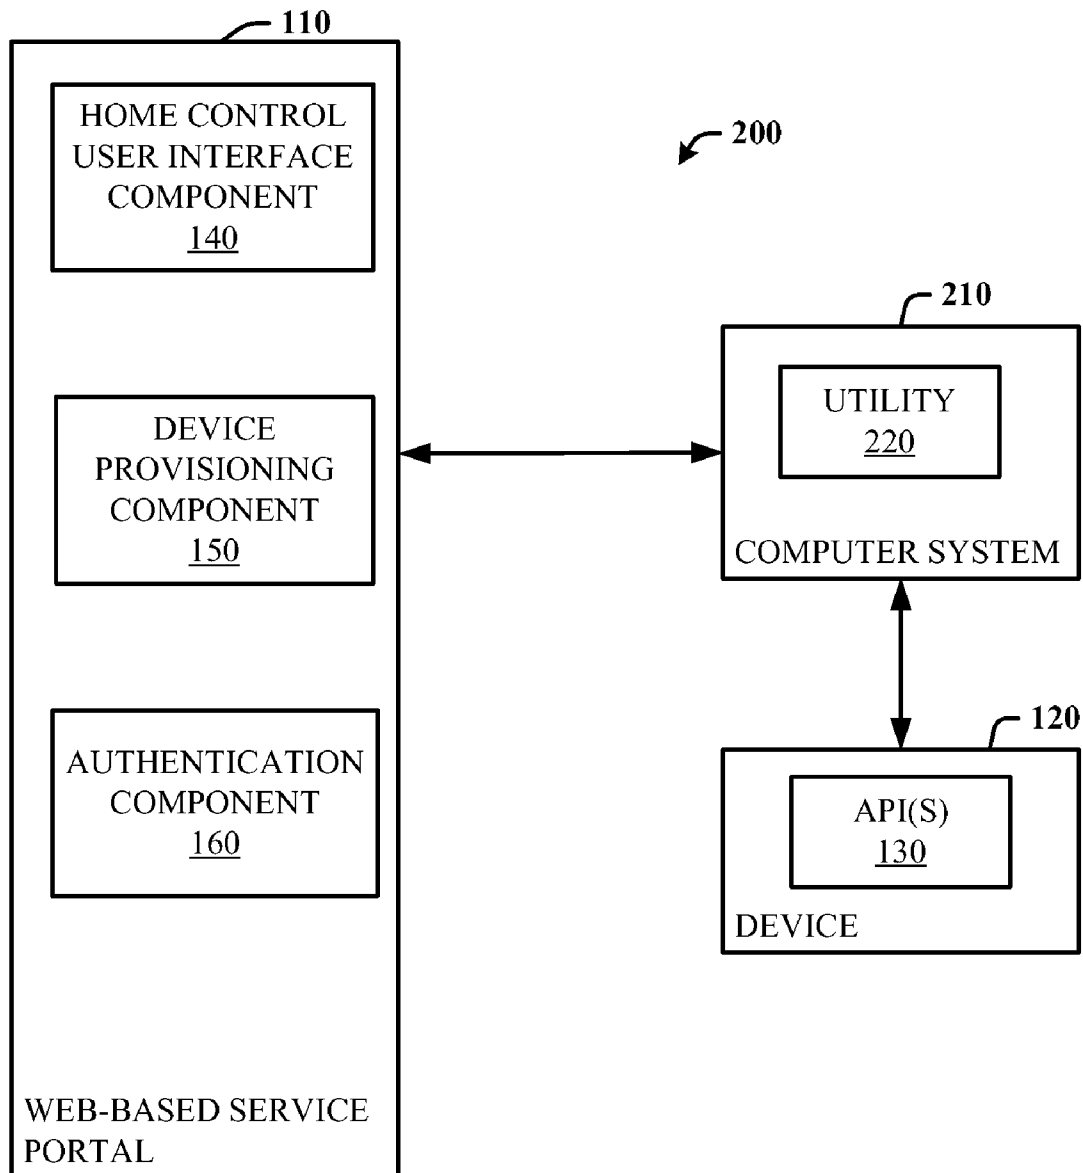 110
HOME CONTROL
USER INTERFACE
COMPONENT
140
200
210
UTILITY
220
DEVICE
PROVISIONING
COMPONENT
150
COMPUTER SYSTEM
120
AUTHENTICATION
COMPONENT
160
API(S)
130
DEVICE
WEB-BASED SERVICE
PORTAL